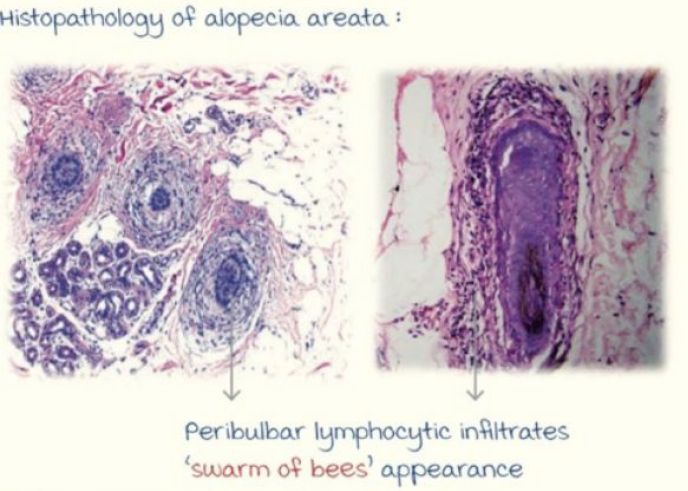 Histopathology of alopecia areata :
Peribulbar lymphocytic infiltrates
'swarm of bees' appearance